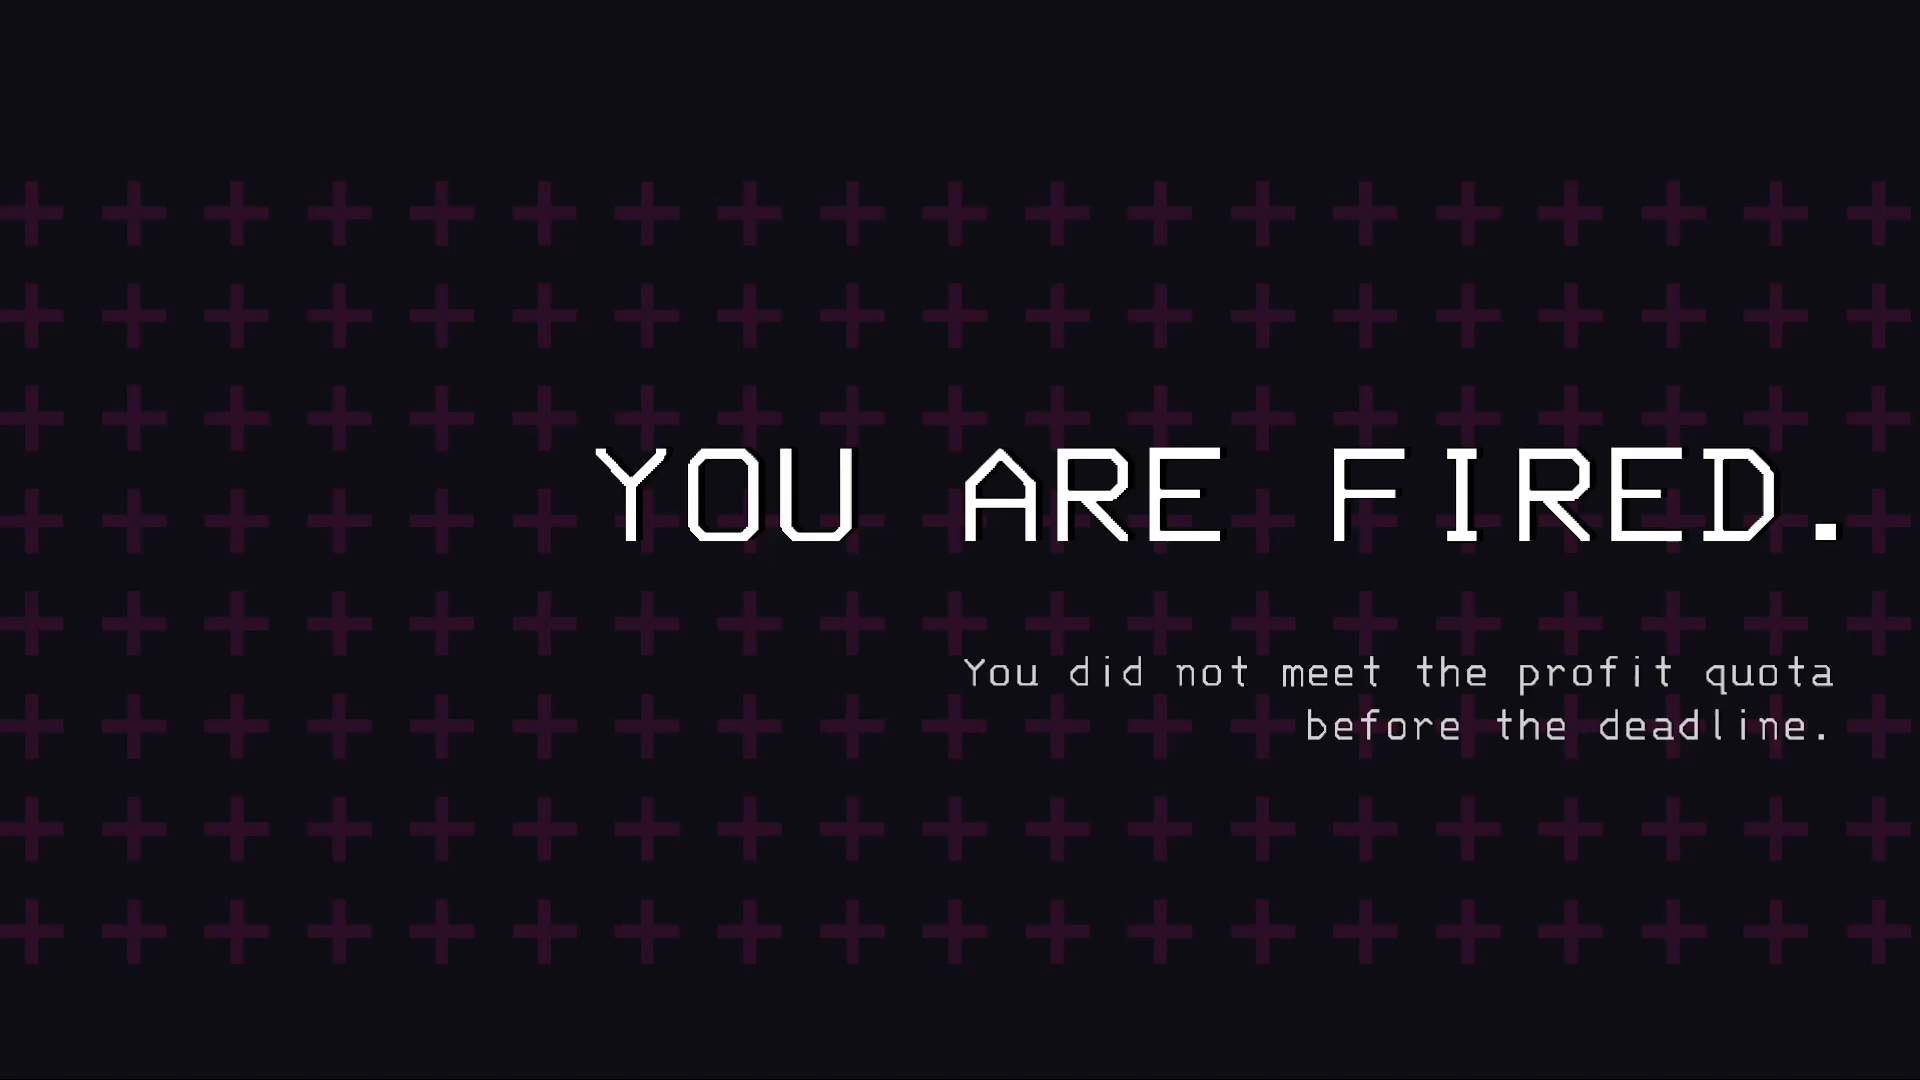 YOU ARE FIRED.
You did not meet the profit quota
before the deadline.